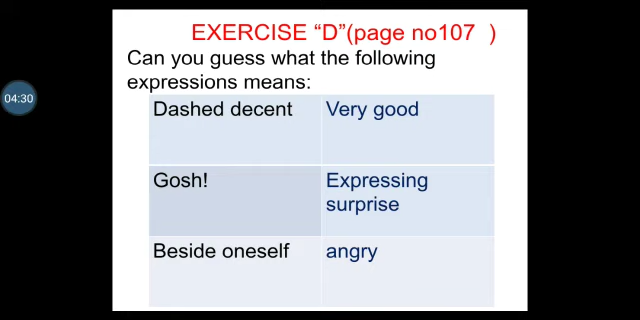 EXERCISE “D”(page no107 )
Can you guess what the following
expressions means:
04:30
Dashed decent Very good
Gosh! Expressing
surprise
Beside oneself angry